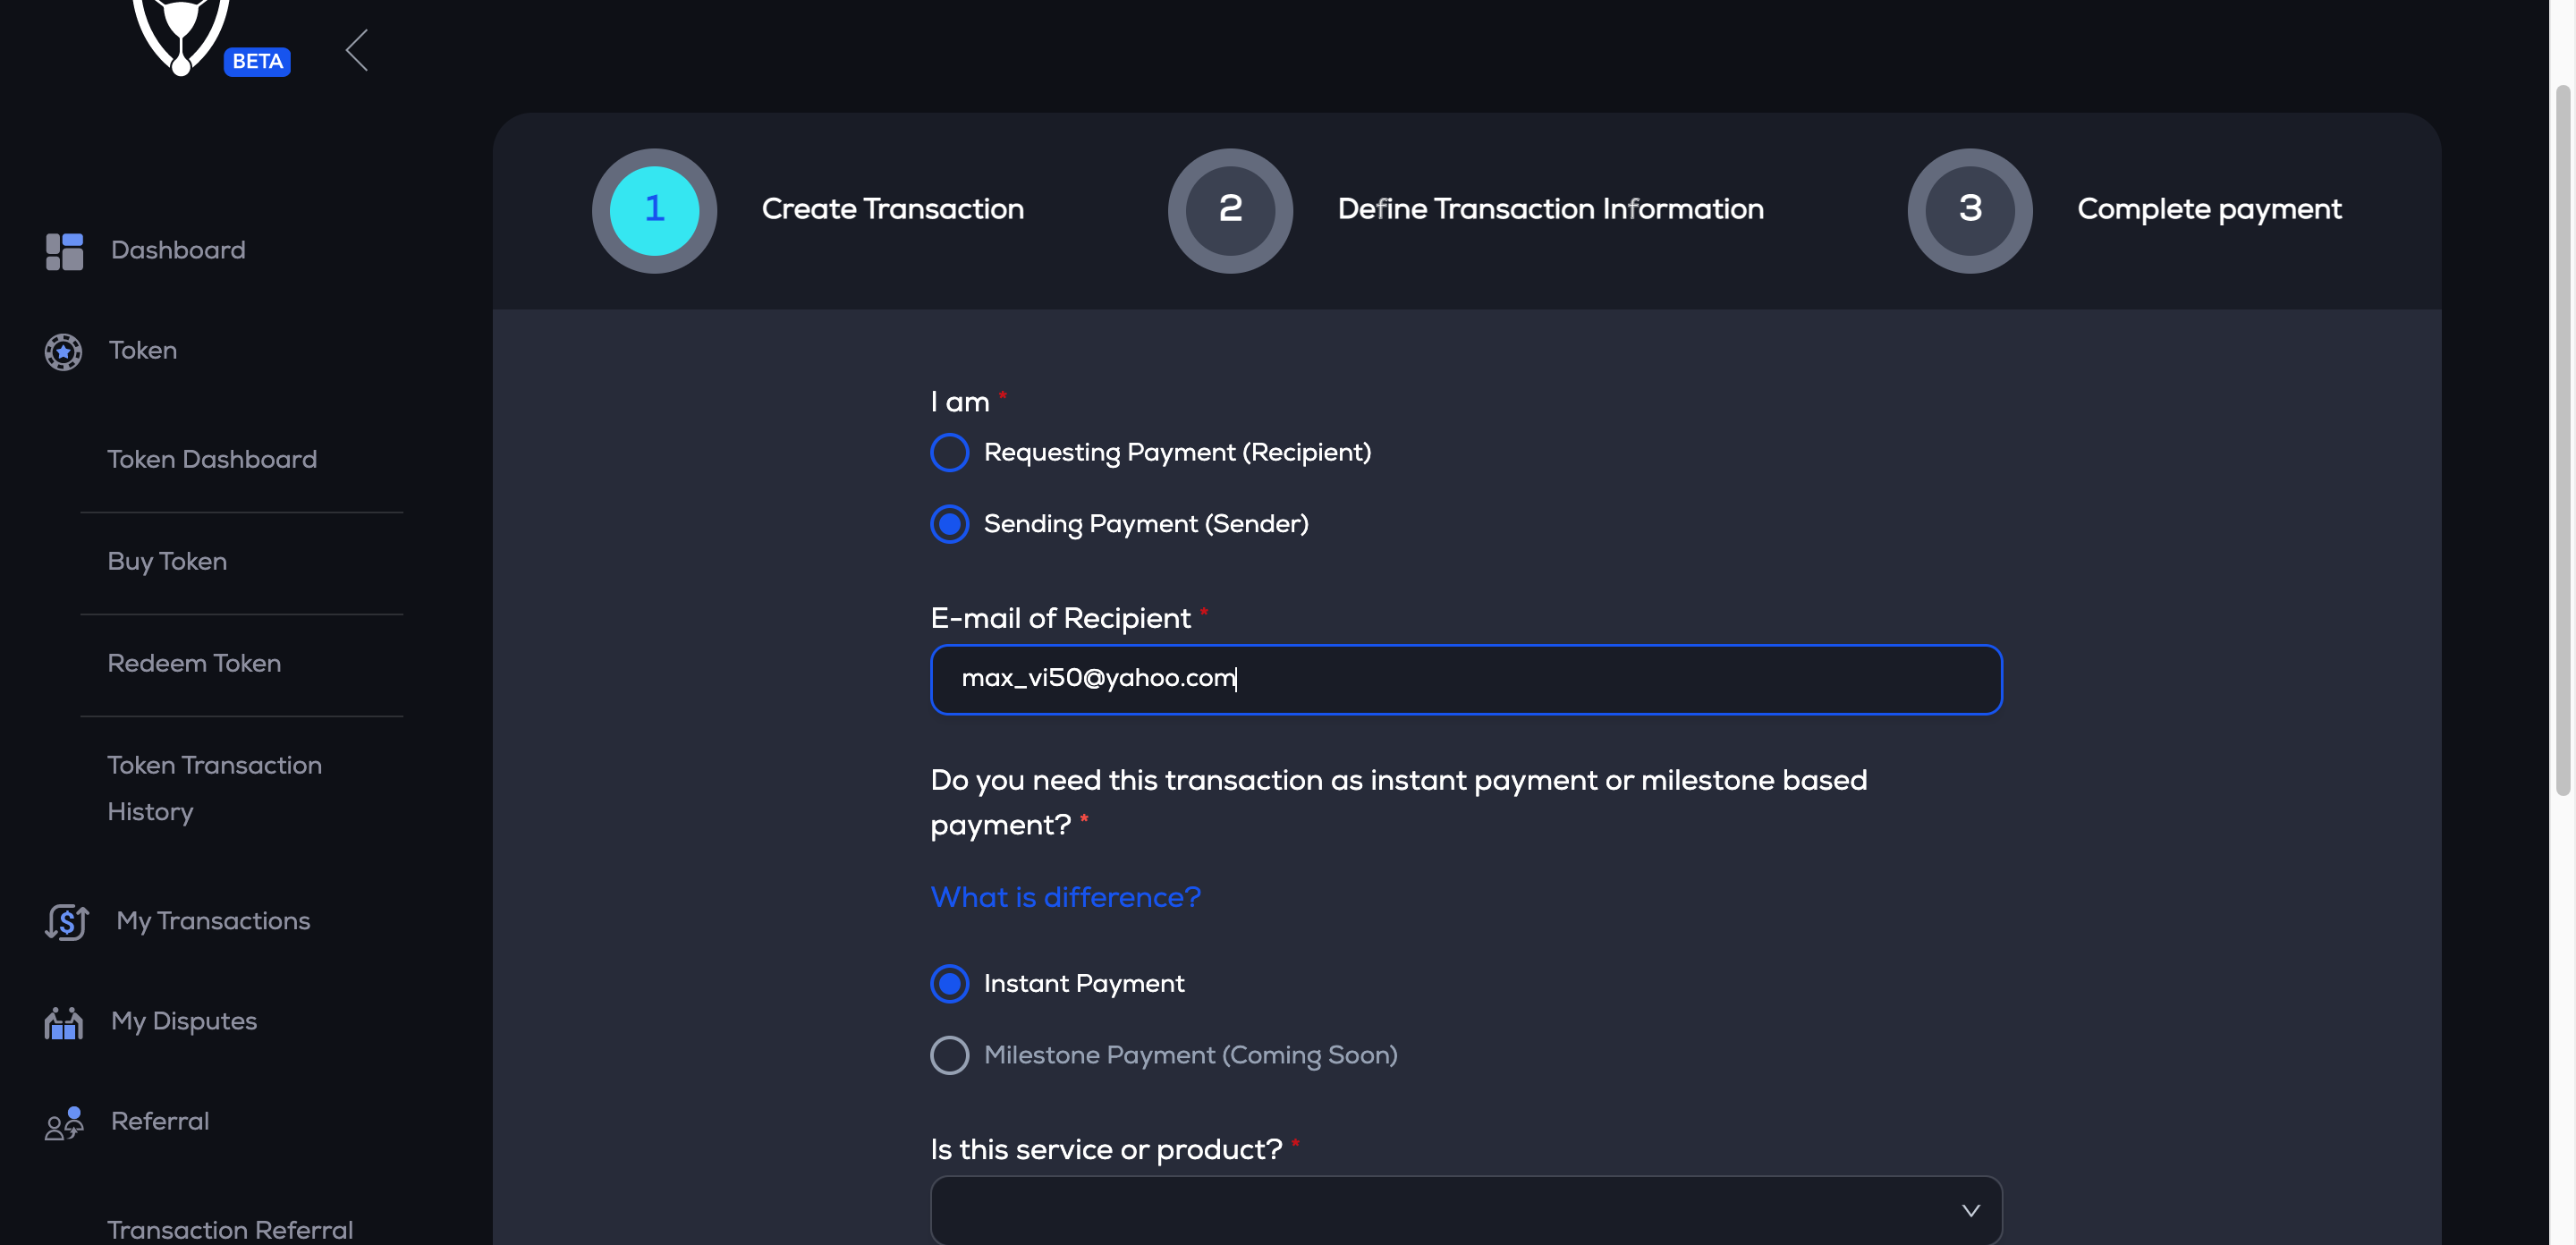 BETA
Dashboard
Token
Token Dashboard
Buy Token
Redeem Token
Token Transaction
History
My Transactions
My Disputes
Referral
Transaction Referral
1
Create Transaction
2
Define Transaction Information
3
Complete payment
I am *
Requesting Payment (Recipient)
Sending Payment (Sender)
E-mail of Recipient *
max_vi50@yahoo.com
Do you need this transaction as instant payment or milestone based
payment? *
What is difference?
Instant Payment
Milestone Payment (Coming Soon)
Is this service or product? *